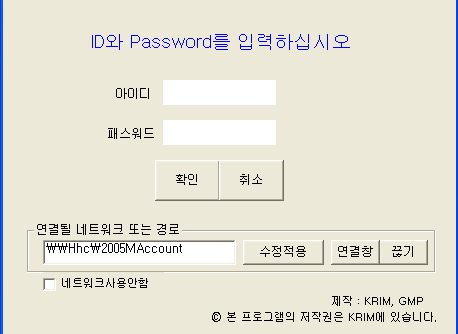 ID와 Password를 입력하십시오
아이디
패스워드
확인 취소
연결될 네트워크 또는 경로
₩₩Hhc₩2005MAccount 수정적용 연결창 끊기
네트워크사용안함
제작 : KRIM, GMP
© 본 프로그램의 저작권은 KRIM에 있습니다.